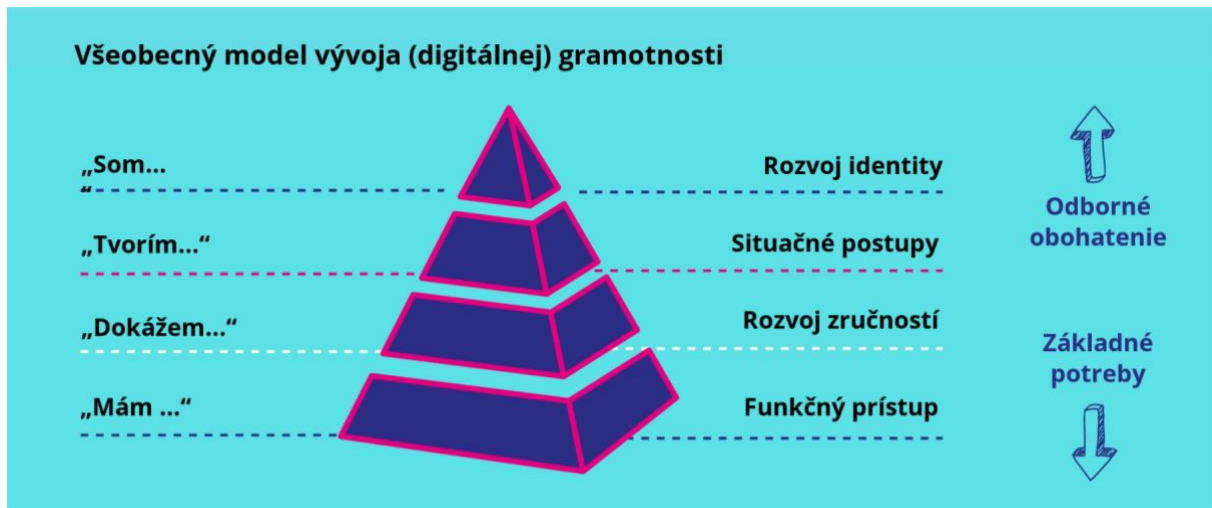 Všeobecný model vývoja (digitálnej) gramotnosti
„Som...
“
Rozvoj identity
„Tvorím...“
Situačné postupy
„Dokážem...“
Rozvoj zručností
„Mám ...“
Funkčný prístup
Odborné
obohatenie
Základné
potreby